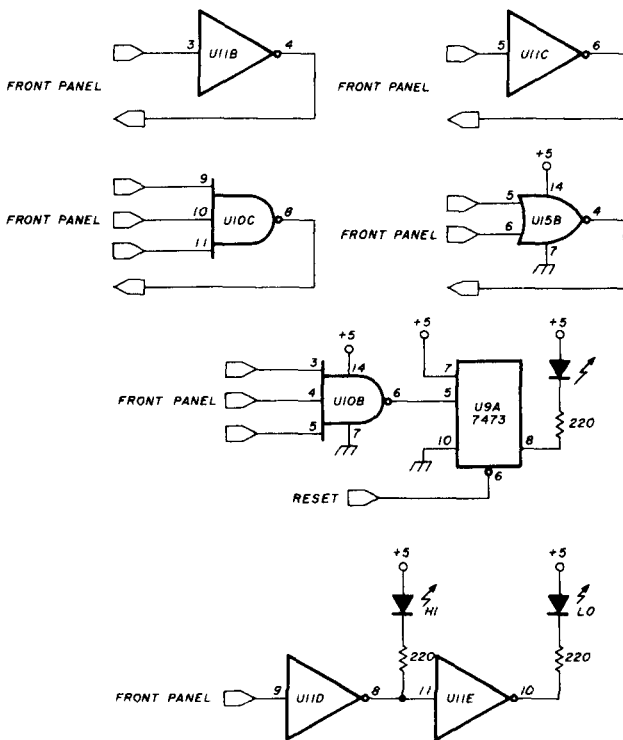 3 U11B 4
FRONT PANEL
5 U11C 6
FRONT PANEL
9
10 U10C 8
11
FRONT PANEL
+5
14
5 U15B 4
6
7
FRONT PANEL
+5
14
3
4 U10B 6
5
7
FRONT PANEL
+5
7
5 U9A
7473
10
8
6
+5
220
RESET
+5
HI
220
+5
LO
220
FRONT PANEL 9 U11D 8 11 U11E 10